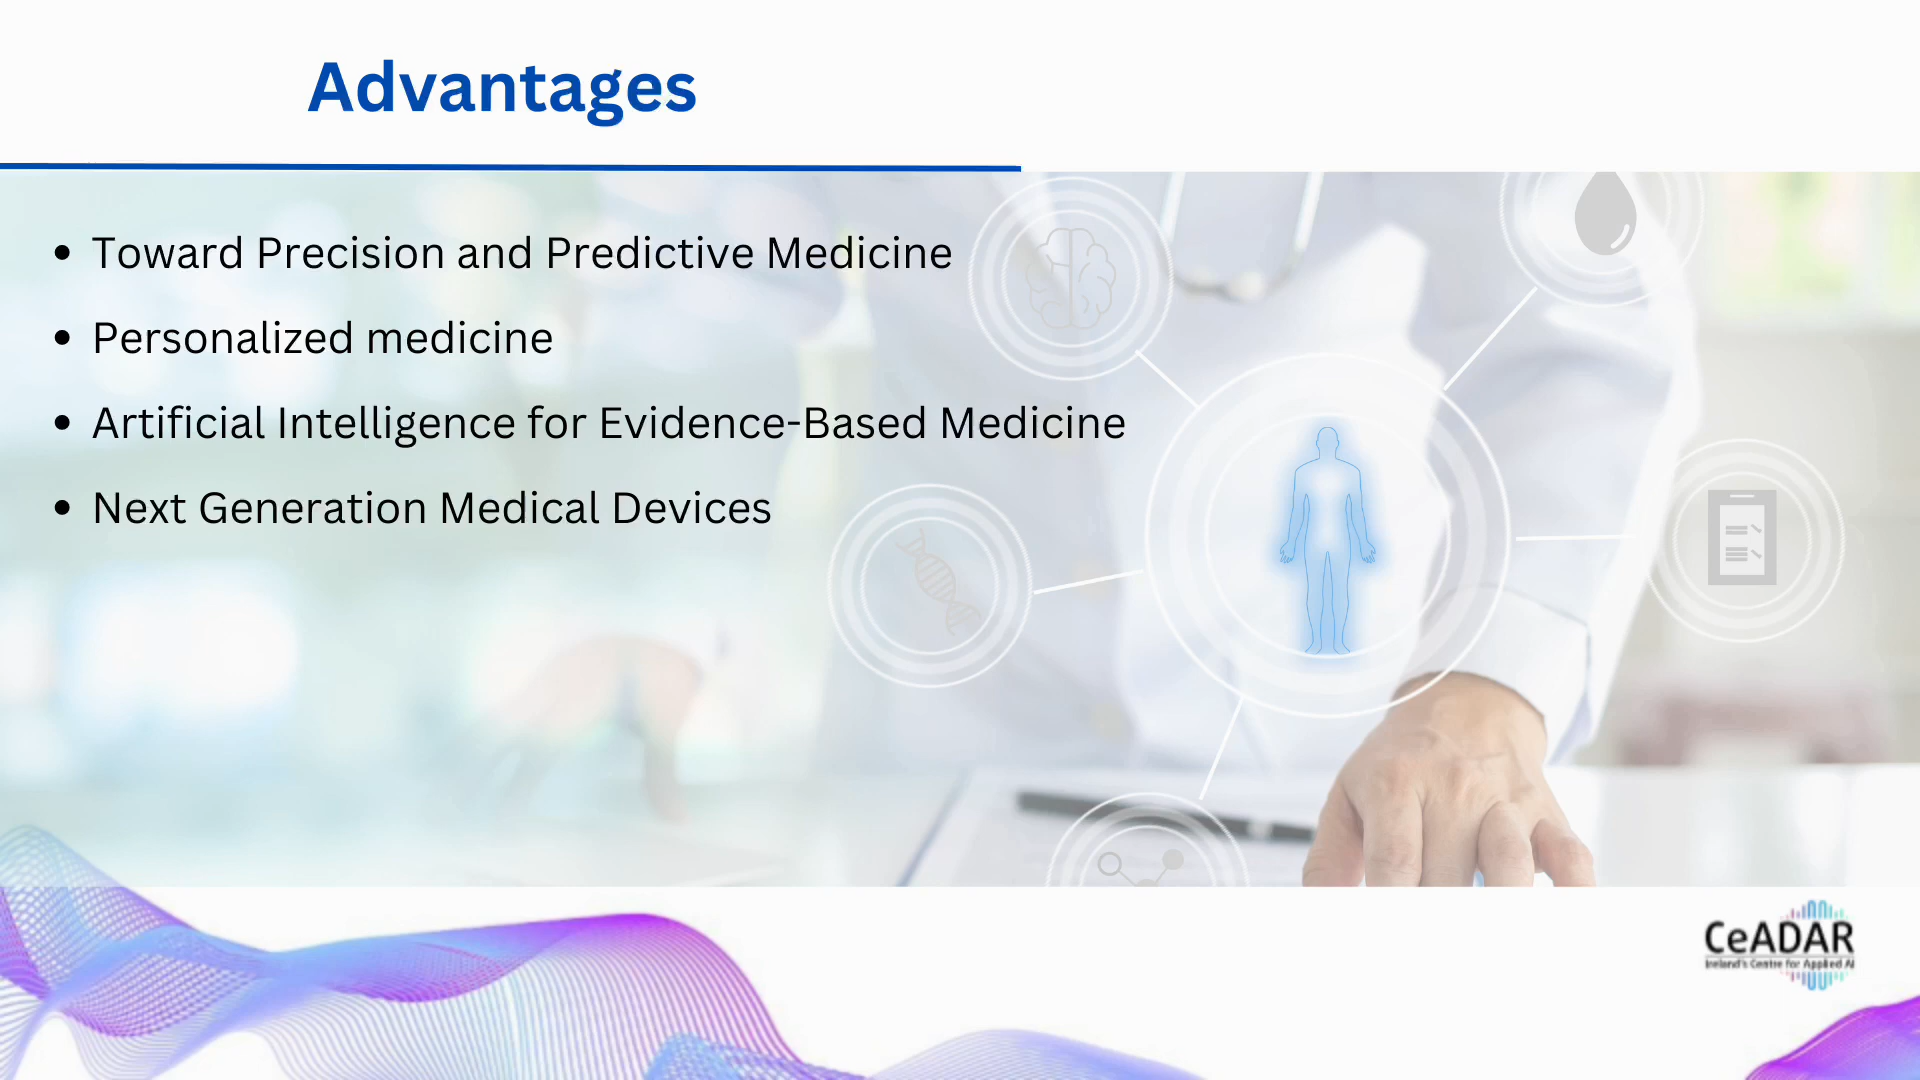 Advantages
• Toward Precision and Predictive Medicine
• Personalized medicine
• Artificial Intelligence for Evidence-Based Medicine
• Next Generation Medical Devices
CeADAR
Ireland's Centre for Applied AI